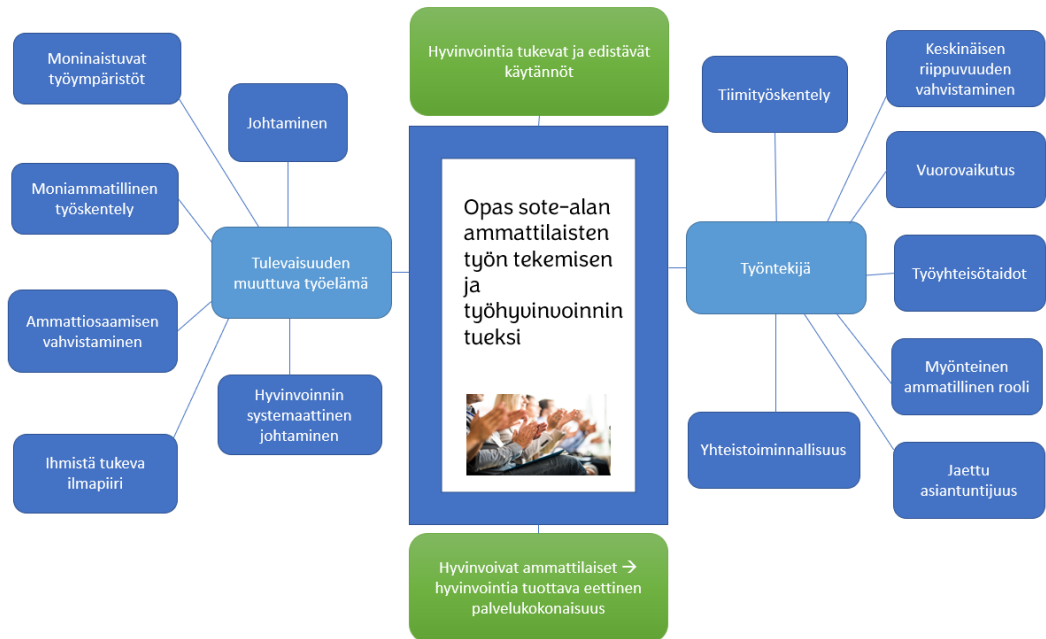 Moninaistuvat
työympäristöt
Johtaminen
Moniammatillinen
työskentely
Tulevaisuuden
muuttuva työelämä
Ammattiosaamisen
vahvistaminen
Hyvinvoinnin
systemaattinen
johtaminen
Ihmistä tukeva
ilmapiiri
Hyvinvointia tukevat ja edistävät
käytännöt
Opas sote-alan
ammattilaisten
työn tekemisen
ja
työhyvinvoinnin
tueksi
Hyvinvoivat ammattilaiset →
hyvinvointia tuottava eettinen
palvelukokonaisuus
Tiimityöskentely
Keskinäisen
riippuvuuden
vahvistaminen
Vuorovaikutus
Työntekijä
Työyhteisötaidot
Myönteinen
ammatillinen rooli
Yhteistoiminnallisuus
Jaettu
asiantuntijuus